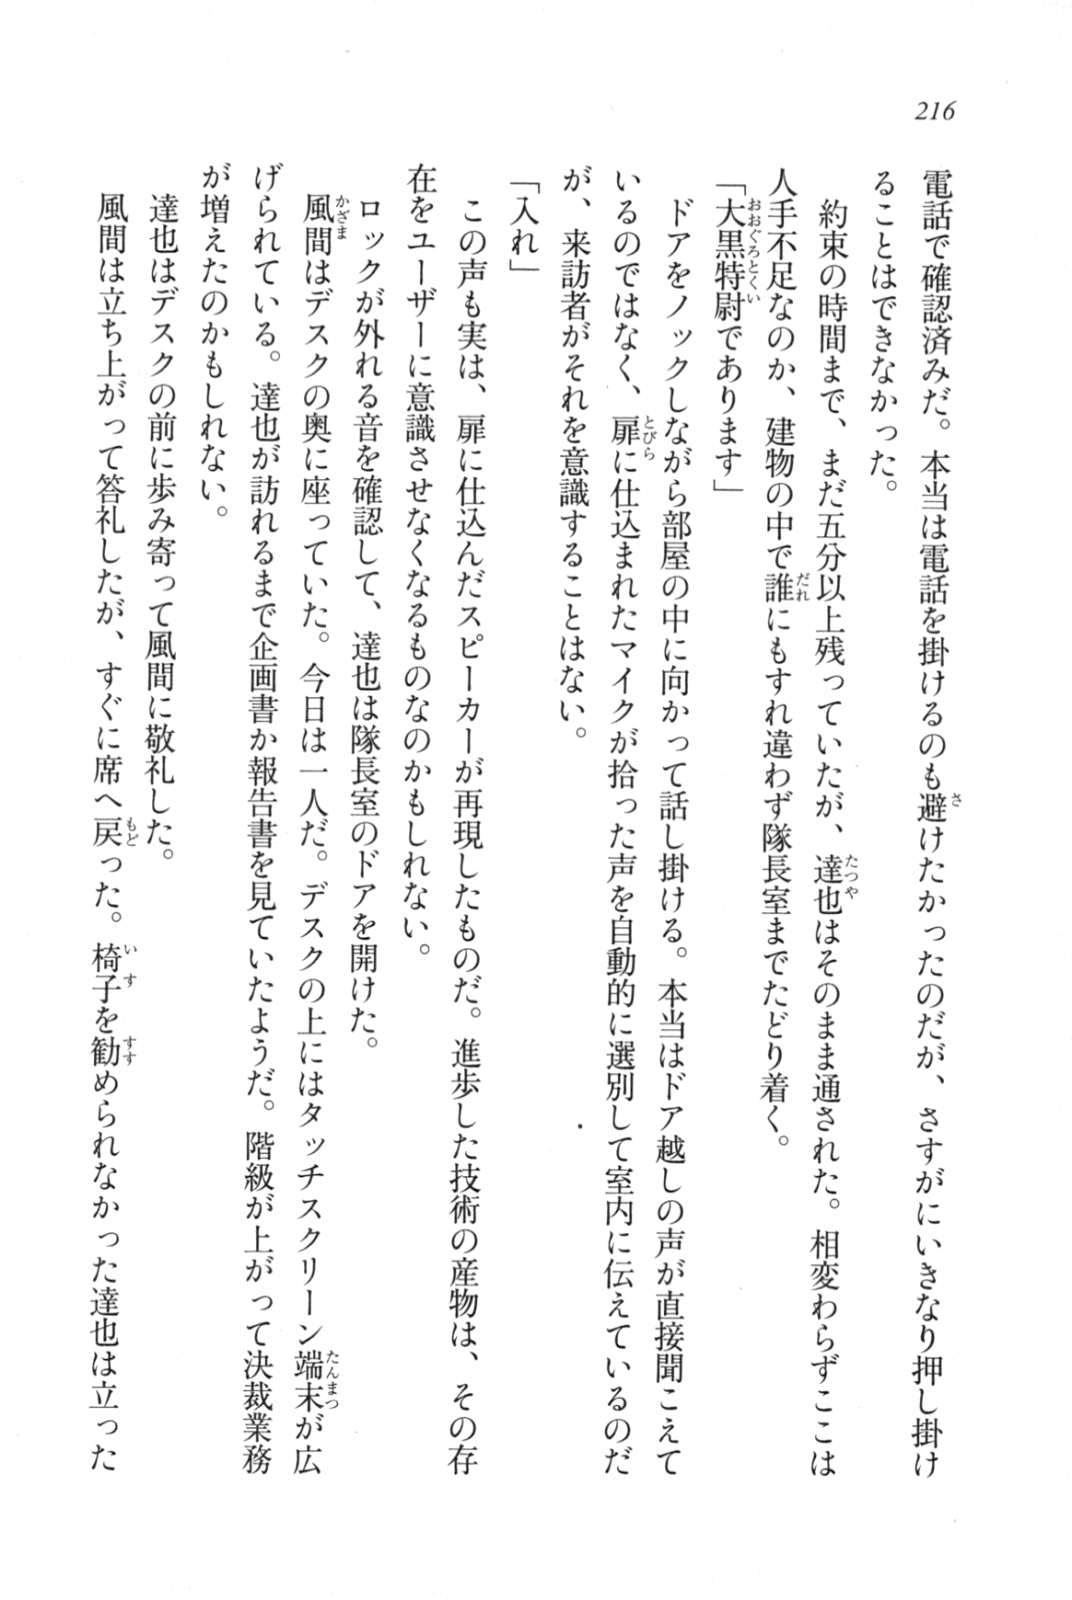 216
電話で確認済みだ。本当は電話を掛けるのも避けたかったのだが、さすがにいきなり押し掛け
ることはできなかった。
　約束の時間まで、まだ五分以上残っていたが、達也はそのまま通された。相変わらずここは
人手不足なのか、建物の中で誰にもすれ違わず隊長室までたどり着く。
「大黒特尉であります」
　ドアをノックしながら部屋の中に向かって話し掛ける。本当はドア越しの声が直接聞こえて
いるのではなく、扉に仕込まれたマイクが拾った声を自動的に選別して室内に伝えているのだ
が、来訪者がそれを意識することはない。
「入れ」
　この声も実は、扉に仕込んだスピーカーが再現したものだ。進歩した技術の産物は、その存
在をユーザーに意識させなくなるものなのかもしれない。
　ロックが外れる音を確認して、達也は隊長室のドアを開けた。
　風間はデスクの奥に座っていた。今日は一人だ。デスクの上にはタッチスクリーン端末が広
げられている。達也が訪れるまで企画書か報告書を見ていたようだ。階級が上がって決裁業務
が増えたのかもしれない。
　達也はデスクの前に歩み寄って風間に敬礼した。
　風間は立ち上がって答礼したが、すぐに席へ戻った。椅子を勧められなかった達也は立った